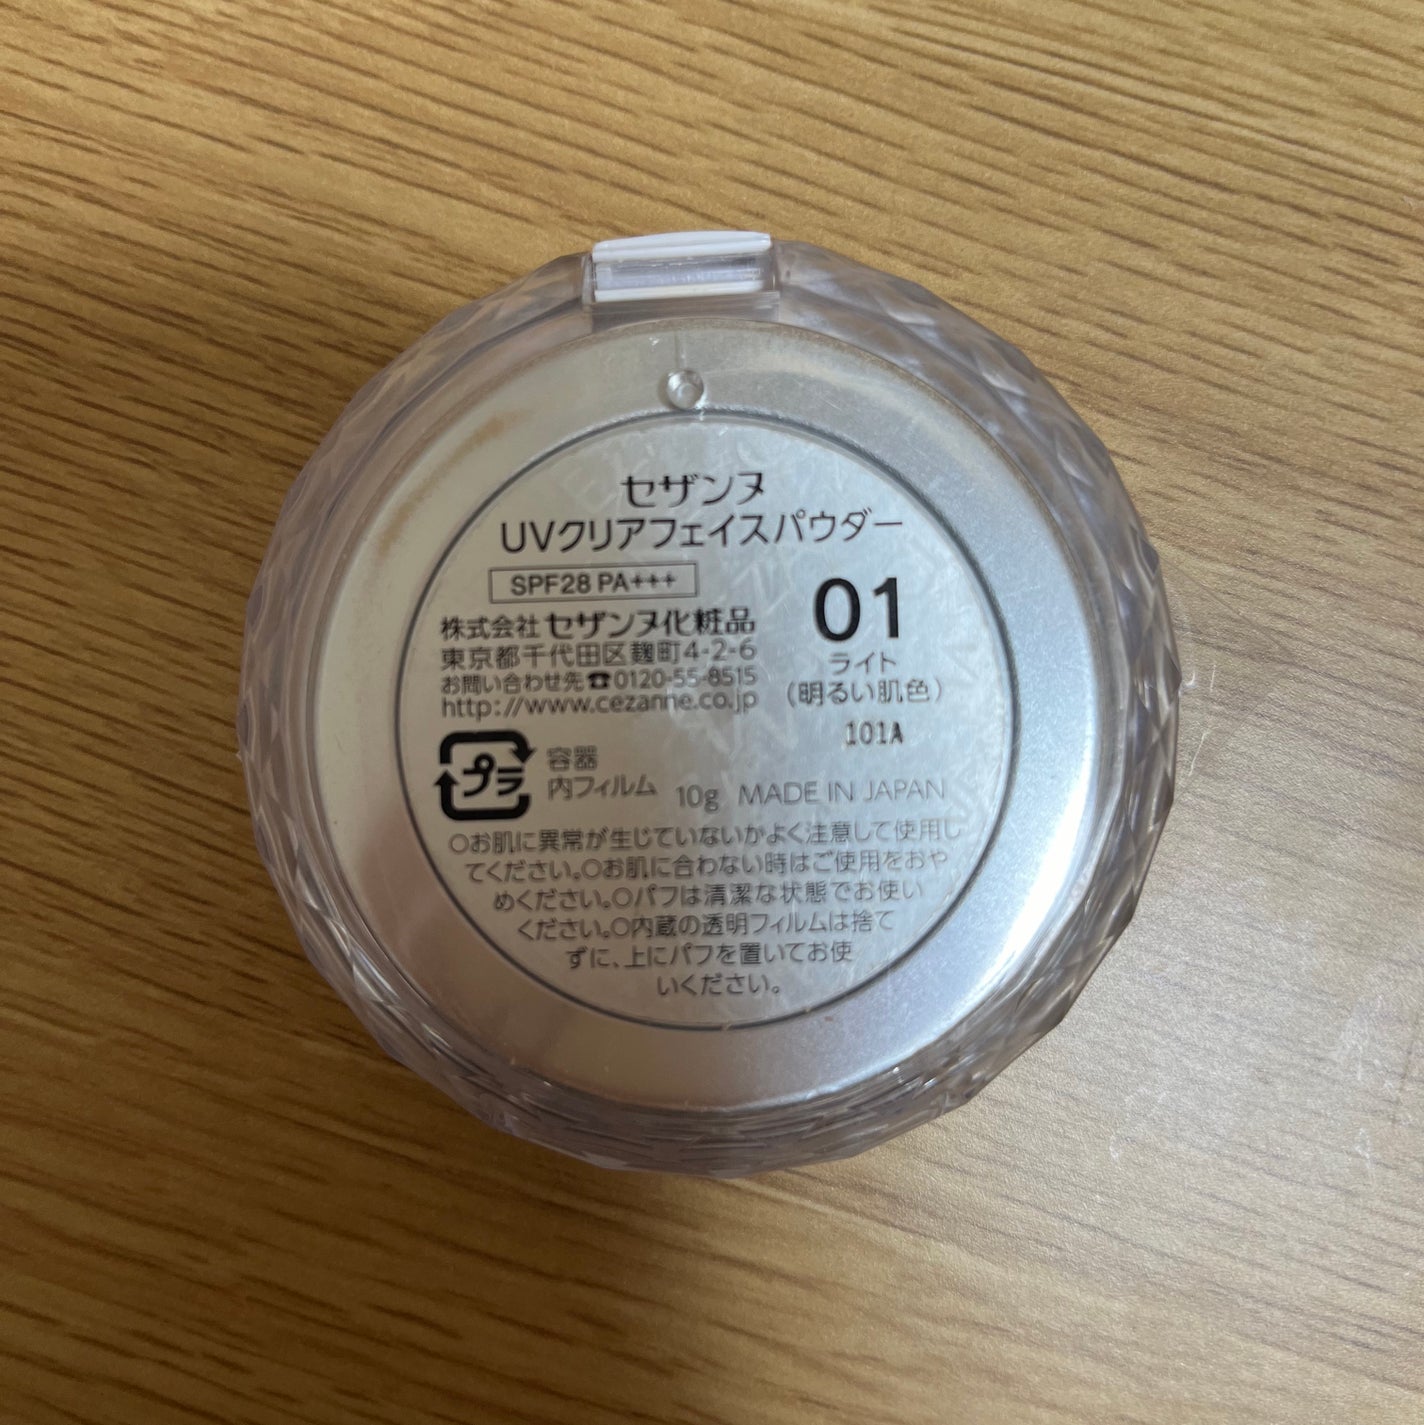 セザンヌ
UVクリアフェイスパウダー
SPF28 PA+++
株式会社 セザンヌ化粧品
東京都千代田区麹町4-2-6
お問い合わせ先☎0120-55-8515
http://www.cezanne.co.jp
01
ライト
(明るい肌色)
101A
プラ
容器
内フィルム
10g MADE IN JAPAN
○お肌に異常が生じていないかよく注意して使用し
てください。○お肌に合わない時はご使用をおや
めください。○パフは清潔な状態でお使い
ください。○内蔵の透明フィルムは捨て
ずに、上にパフを置いてお使
いください。